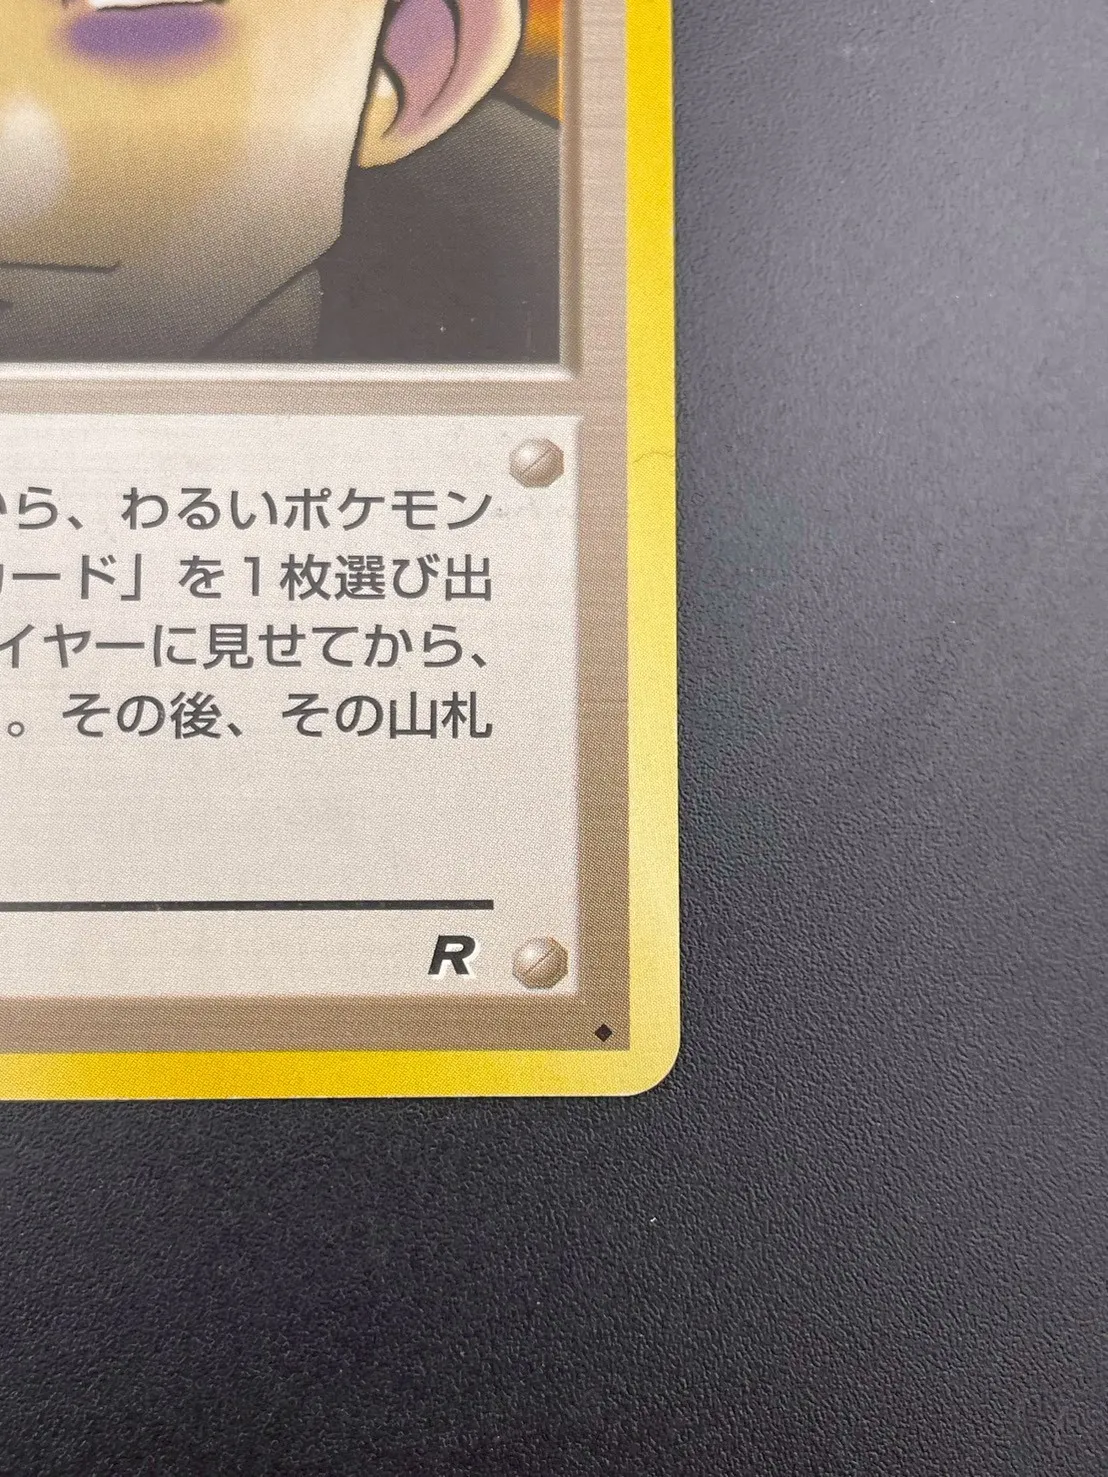 ら、わるいポケモン
カード」を1枚選び出
イヤーに見せてから、
。その後、その山札
R